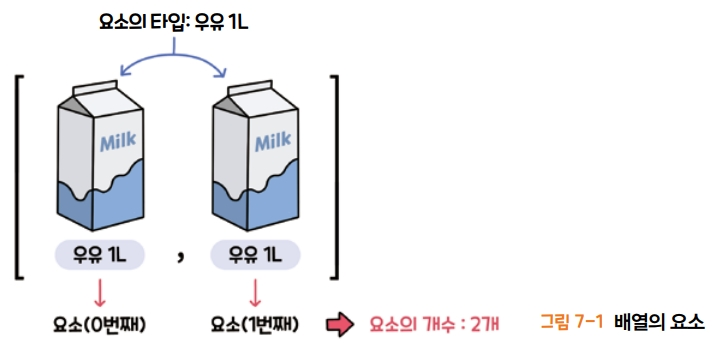 요소의 타입: 우유 1L
Milk Milk
우유 1L , 우유 1L
요소(0번째) 요소(1번째) 요소의 개수 : 2개 그림 7-1 배열의 요소